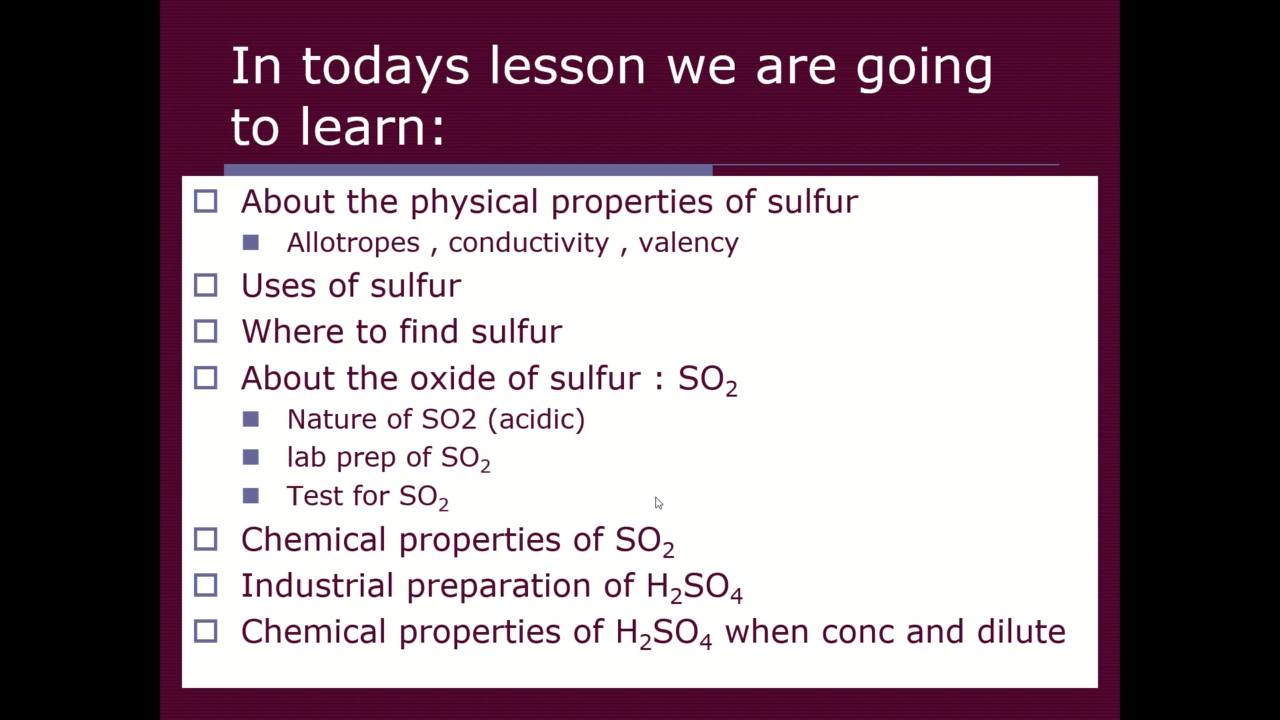 In todays lesson we are going
to learn:
About the physical properties of sulfur
Allotropes , conductivity , valency
Uses of sulfur
Where to find sulfur
About the oxide of sulfur : SO₂
Nature of SO2 (acidic)
lab prep of SO₂
Test for SO₂
Chemical properties of SO₂
Industrial preparation of H₂SO₄
Chemical properties of H₂SO₄ when conc and dilute